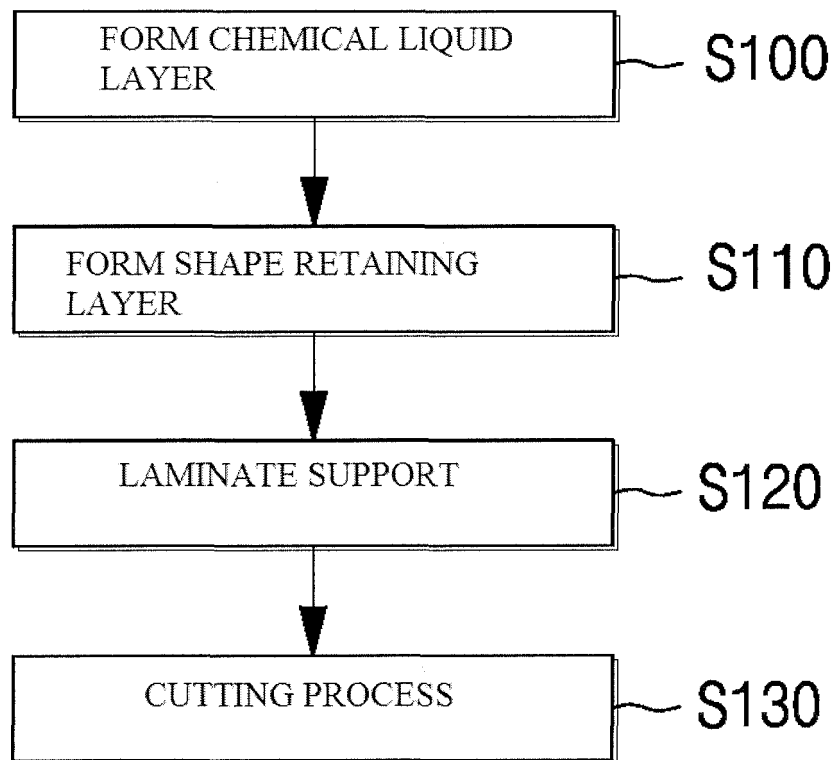 FORM CHEMICAL LIQUID
LAYER
S100
FORM SHAPE RETAINING
LAYER
S110
LAMINATE SUPPORT
S120
CUTTING PROCESS
S130